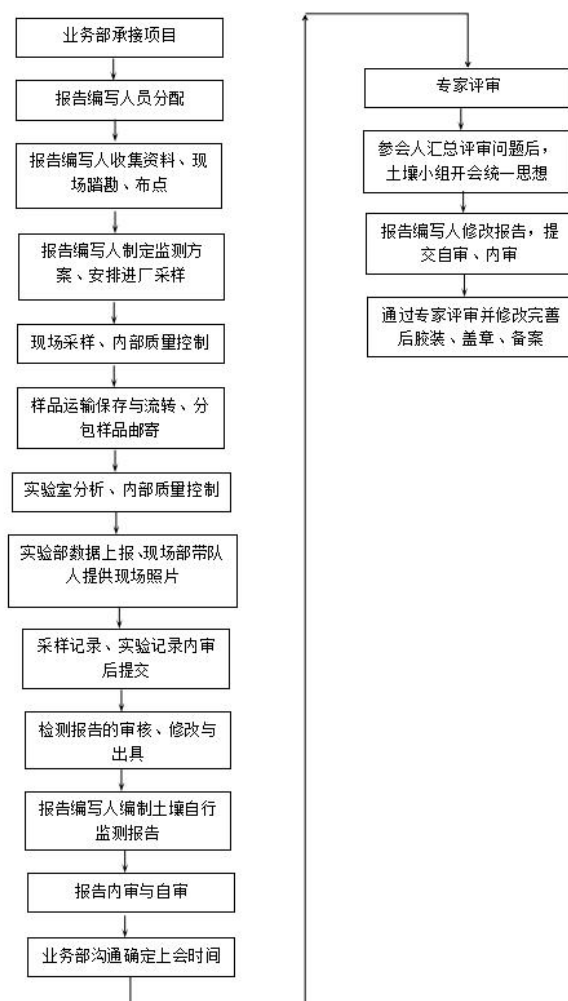 业务部承接项目
报告编写人员分配
报告编写人收集资料、现
场踏勘、布点
报告编写人制定监测方
案、安排进厂采样
现场采样、内部质量控制
样品运输保存与流转、分
包样品邮寄
实验室分析、内部质量控制
实验部数据上报、现场部带队
人提供现场照片
采样记录、实验记录内审
后提交
检测报告的审核、修改与
出具
报告编写人编制土壤自行
监测报告
报告内审与自审
业务部沟通确定上会时间
专家评审
参会人汇总评审问题后，
土壤小组开会统一思想
报告编写人修改报告，提
交自审、内审
通过专家评审并修改完善
后胶装、盖章、备案